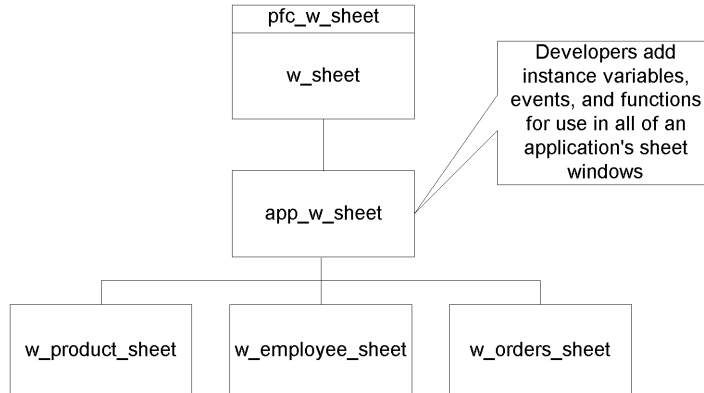 pfc_w_sheet
w_sheet
Developers add
instance variables,
events, and functions
for use in all of an
application's sheet
windows
app_w_sheet
w_product_sheet
w_employee_sheet
w_orders_sheet